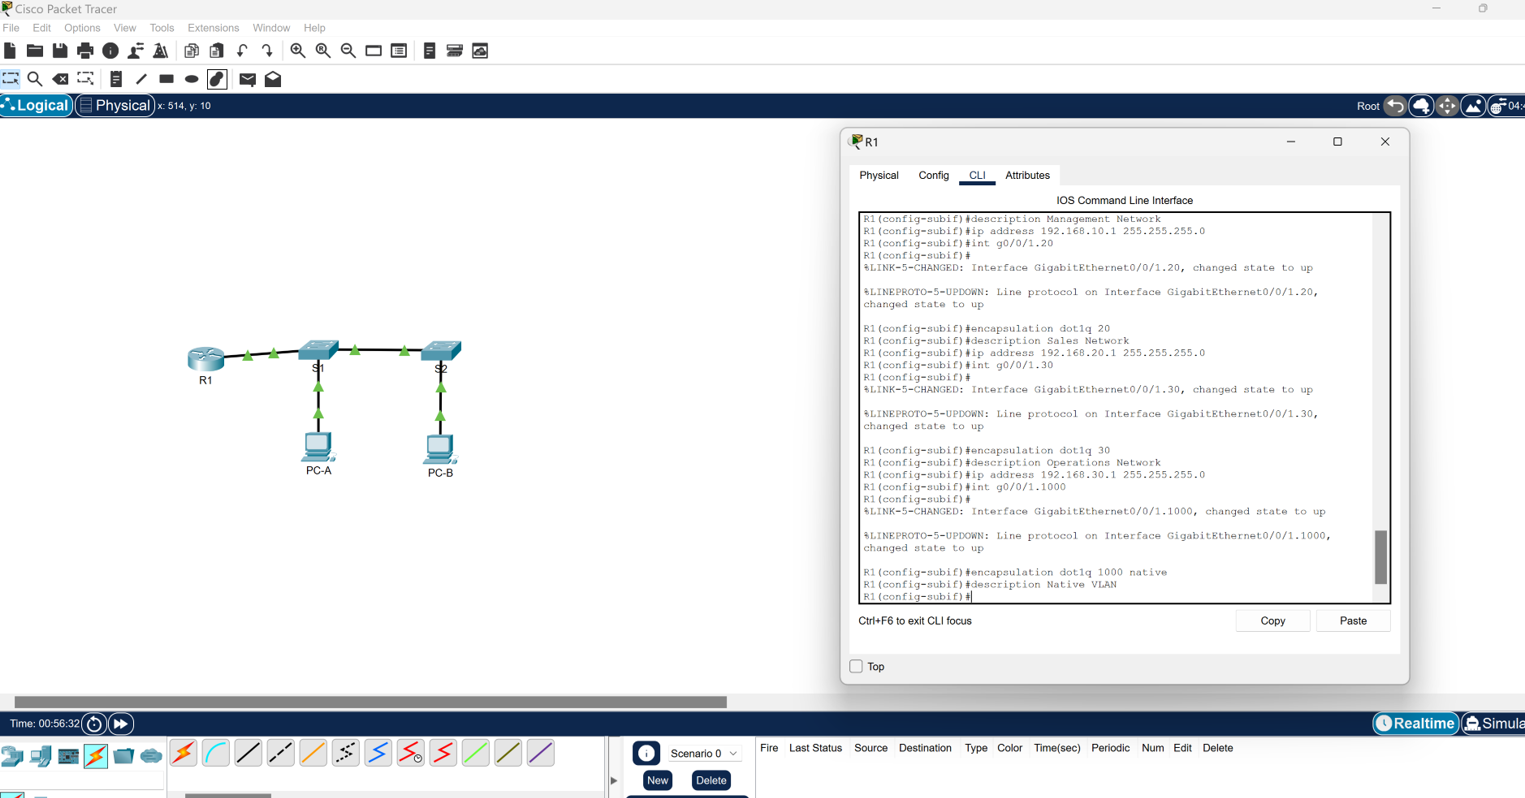 Cisco Packet Tracer
File Edit Options View Tools Extensions Window Help
Logical Physical x: 514, y: 10
Root
04:4
R1
S1
S2
PC-A
PC-B
R1
Physical Config CLI Attributes
IOS Command Line Interface
R1(config-subif)#description Management Network
R1(config-subif)#ip address 192.168.10.1 255.255.255.0
R1(config-subif)#int g0/0/1.20
R1(config-subif)#
%LINK-5-CHANGED: Interface GigabitEthernet0/0/1.20, changed state to up
%LINEPROTO-5-UPDOWN: Line protocol on Interface GigabitEthernet0/0/1.20,
changed state to up
R1(config-subif)#encapsulation dot1q 20
R1(config-subif)#description Sales Network
R1(config-subif)#ip address 192.168.20.1 255.255.255.0
R1(config-subif)#int g0/0/1.30
R1(config-subif)#
%LINK-5-CHANGED: Interface GigabitEthernet0/0/1.30, changed state to up
%LINEPROTO-5-UPDOWN: Line protocol on Interface GigabitEthernet0/0/1.30,
changed state to up
R1(config-subif)#encapsulation dot1q 30
R1(config-subif)#description Operations Network
R1(config-subif)#ip address 192.168.30.1 255.255.255.0
R1(config-subif)#int g0/0/1.1000
R1(config-subif)#
%LINK-5-CHANGED: Interface GigabitEthernet0/0/1.1000, changed state to up
%LINEPROTO-5-UPDOWN: Line protocol on Interface GigabitEthernet0/0/1.1000,
changed state to up
R1(config-subif)#encapsulation dot1q 1000 native
R1(config-subif)#description Native VLAN
R1(config-subif)#
Ctrl+F6 to exit CLI focus
Copy Paste
Top
Time: 00:56:32
Realtime Simula
Scenario 0
New Delete
Fire Last Status Source Destination Type Color Time(sec) Periodic Num Edit Delete